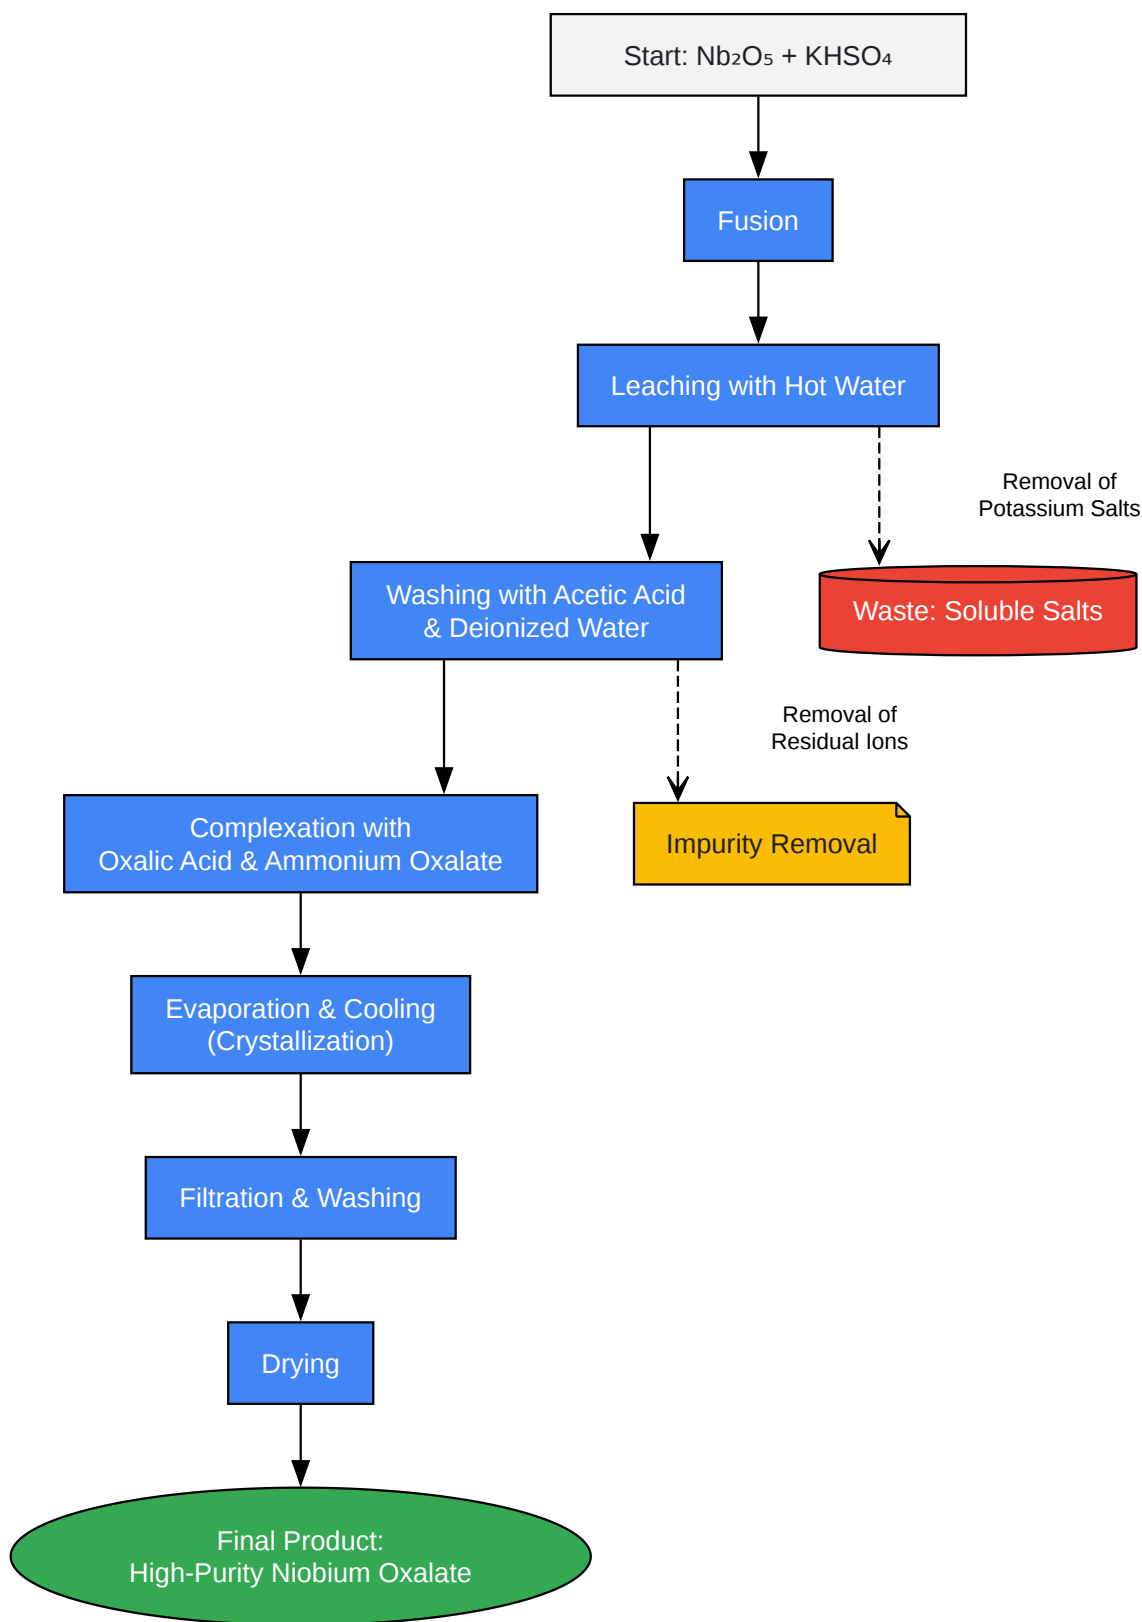 Start: Nb₂O₅ + KHSO₄
Fusion
Leaching with Hot Water
Removal of
Potassium Salts
Washing with Acetic Acid
& Deionized Water
Waste: Soluble Salts
Removal of
Residual Ions
Complexation with
Oxalic Acid & Ammonium Oxalate
Impurity Removal
Evaporation & Cooling
(Crystallization)
Filtration & Washing
Drying
Final Product:
High-Purity Niobium Oxalate